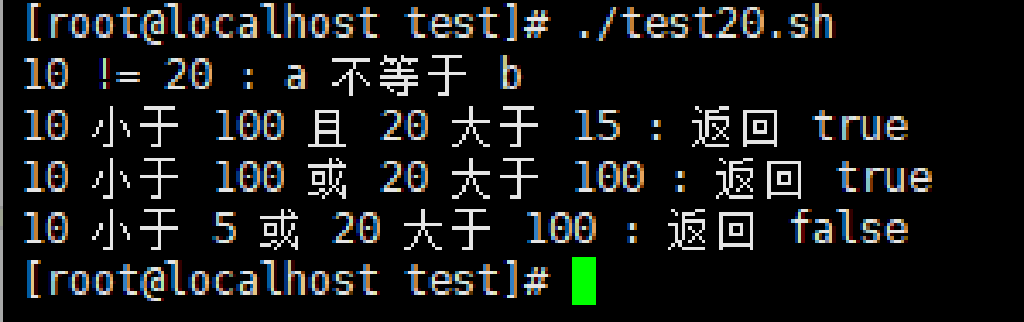 [root@localhost test]# ./test20.sh
10 != 20 : a 不等于 b
10 小于 100 且 20 大于 15 : 返回 true
10 小于 100 或 20 大于 100 : 返回 true
10 小于 5 或 20 大于 100 : 返回 false
[root@localhost test]#